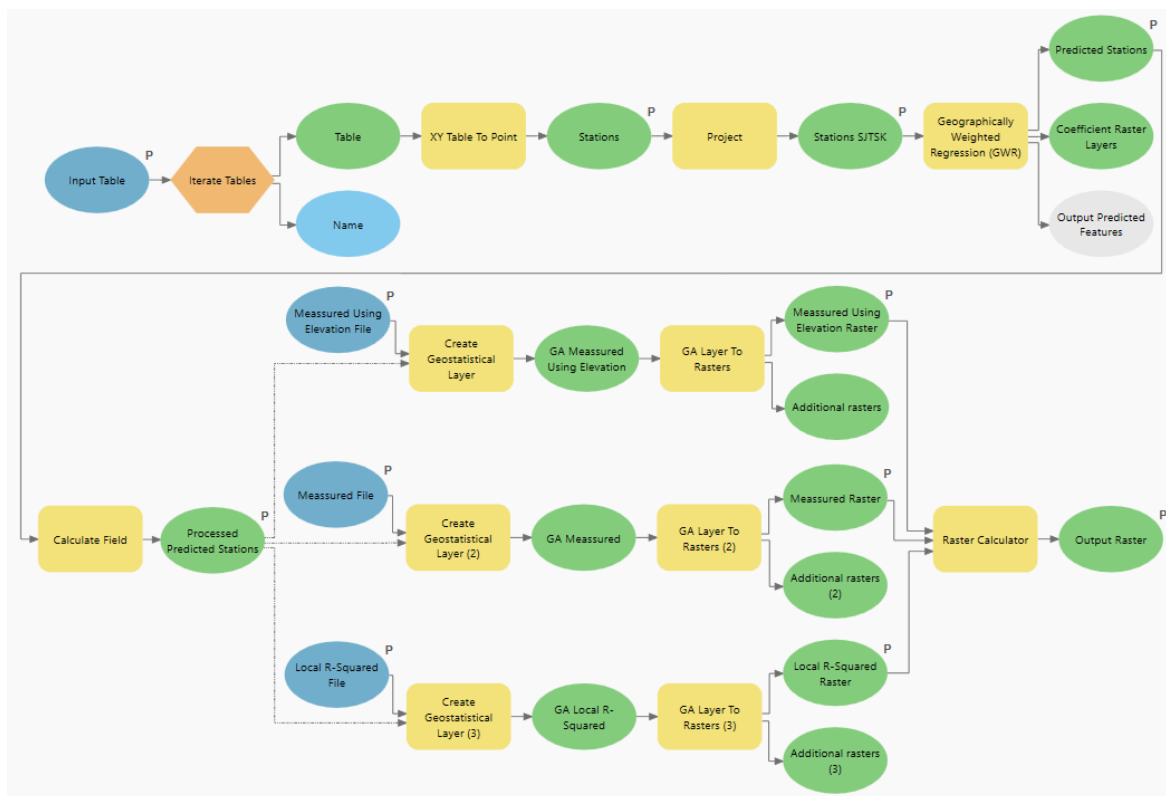 P
Predicted Stations
P
Input Table
Iterate Tables
Table
XY Table To Point
P
Stations
Project
P
Stations SJTSK
Geographically
Weighted
Regression (GWR)
Coefficient Raster
Layers
Name
Output Predicted
Features
P
Meassured Using
Elevation File
Create
Geostatistical
Layer
GA Meassured
Using Elevation
GA Layer To
Rasters
P
Meassured Using
Elevation Raster
Additional rasters
Calculate Field
P
Processed
Predicted Stations
P
Meassured File
Create
Geostatistical
Layer (2)
GA Meassured
GA Layer To
Rasters (2)
P
Meassured Raster
Additional rasters
(2)
Raster Calculator
P
Output Raster
P
Local R-Squared
File
Create
Geostatistical
Layer (3)
GA Local R-
Squared
GA Layer To
Rasters (3)
P
Local R-Squared
Raster
Additional rasters
(3)